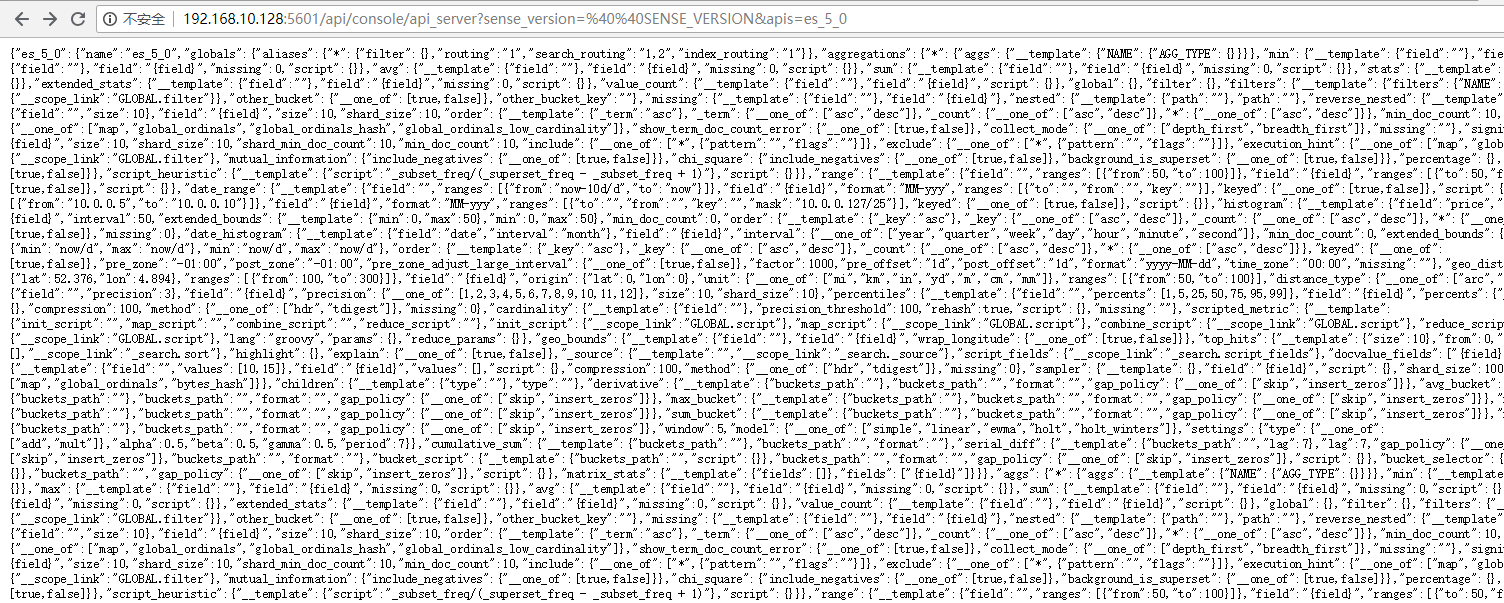 不安全 192.168.10.128:5601/api/console/api_server?sense_version=%40%40SENSE_VERSION&apis=es_5_0
{"es_5_0":{"name":"es_5_0","globals":{"aliases":{"*":{"filter":{},"routing":"1","search_routing":"1,2","index_routing":"1"}},"aggregations":{"*":{"aggs":{"__template":{"NAME":{"AGG_TYPE":{}}}},"min":{"__template":{"field":""},"fie
{"field":""},"field":"{field}","missing":0,"script":{}},"avg":{"__template":{"field":""},"field":"{field}","missing":0,"script":{}},"sum":{"__template":{"field":""},"field":"{field}","missing":0,"script":{}},"stats":{"__template":
{}},"extended_stats":{"__template":{"field":""},"field":"{field}","missing":0,"script":{}},"value_count":{"__template":{"field":""},"field":"{field}","script":{}},"global":{},"filter":{},"filters":{"__template":{"filters":{"NAME":
{"__scope_link":"GLOBAL.filter"}},"other_bucket":{"__one_of":[true,false]},"other_bucket_key":""},"missing":{"__template":{"field":""},"field":"{field}"},"nested":{"__template":{"path":""},"path":""},"reverse_nested":{"__template":
{"field":"","size":10},"field":"{field}","size":10,"shard_size":10,"order":{"__template":{"_term":"asc"},"_term":{"__one_of":["asc","desc"]},"_count":{"__one_of":["asc","desc"]},"*":{"__one_of":["asc","desc"]}},"min_doc_count":10,
{"__one_of":["map","global_ordinals","global_ordinals_hash","global_ordinals_low_cardinality"]},"show_term_doc_count_error":{"__one_of":[true,false]},"collect_mode":{"__one_of":["depth_first","breadth_first"]},"missing":""},"signi
{field}","size":10,"shard_size":10,"shard_min_doc_count":10,"min_doc_count":10,"include":{"__one_of":["*",{"pattern":"","flags":""}]},"exclude":{"__one_of":["*",{"pattern":"","flags":""}]},"execution_hint":{"__one_of":["map","glob
{"__scope_link":"GLOBAL.filter"},"mutual_information":{"include_negatives":{"__one_of":[true,false]}},"chi_square":{"include_negatives":{"__one_of":[true,false]},"background_is_superset":{"__one_of":[true,false]}},"percentage":{},
[true,false]}},"script_heuristic":{"__template":{"script":"_subset_freq/(_superset_freq - _subset_freq + 1)"},"script":{}}},"range":{"__template":{"field":"","ranges":[{"from":50,"to":100}]},"field":"{field}","ranges":[{"to":50,"f
[true,false]},"script":{}},"date_range":{"__template":{"field":"","ranges":[{"from":"now-10d/d","to":"now"}]},"field":"{field}","format":"MM-yyy","ranges":[{"to":"","from":"","key":""}],"keyed":{"__one_of":[true,false]},"script":{
[{"from":"10.0.0.5","to":"10.0.0.10"}]},"field":"{field}","format":"MM-yyy","ranges":[{"to":"","from":"","key":"","mask":"10.0.0.127/25"}],"keyed":{"__one_of":[true,false]},"script":{}},"histogram":{"__template":{"field":"price","
{field}","interval":50,"extended_bounds":{"__template":{"min":0,"max":50},"min":0,"max":50},"min_doc_count":0,"order":{"__template":{"_key":"asc"},"_key":{"__one_of":["asc","desc"]},"_count":{"__one_of":["asc","desc"]},"*":{"__one
[true,false]},"missing":0},"date_histogram":{"__template":{"field":"date","interval":"month"},"field":"{field}","interval":{"__one_of":["year","quarter","week","day","hour","minute","second"]},"min_doc_count":0,"extended_bounds":{
{"min":"now/d","max":"now/d"},"min":"now/d","max":"now/d"},"order":{"__template":{"_key":"asc"},"_key":{"__one_of":["asc","desc"]},"_count":{"__one_of":["asc","desc"]},"*":{"__one_of":["asc","desc"]}},"keyed":{"__one_of":
[true,false]},"pre_zone":"-01:00","post_zone":"-01:00","pre_zone_adjust_large_interval":{"__one_of":[true,false]},"factor":1000,"pre_offset":"1d","post_offset":"1d","format":"yyyy-MM-dd","time_zone":"00:00","missing":""},"geo_dist
{"lat":52.376,"lon":4.894},"ranges":[{"from":100,"to":300}]},"field":"{field}","origin":{"lat":0,"lon":0},"unit":{"__one_of":["mi","km","in","yd","m","cm","mm"]},"ranges":[{"from":50,"to":100}],"distance_type":{"__one_of":["arc","
{"field":"","precision":3},"field":"{field}","precision":{"__one_of":[1,2,3,4,5,6,7,8,9,10,11,12]},"size":10,"shard_size":10},"percentiles":{"__template":{"field":"","percents":[1,5,25,50,75,95,99]},"field":"{field}","percents":{"
{},"compression":100,"method":{"__one_of":["hdr","tdigest"]},"missing":0},"cardinality":{"__template":{"field":""},"precision_threshold":100,"rehash":true,"script":{},"missing":""},"scripted_metric":{"__template":
{"init_script":"","map_script":"","combine_script":"","reduce_script":""},"init_script":{"__scope_link":"GLOBAL.script"},"map_script":{"__scope_link":"GLOBAL.script"},"combine_script":{"__scope_link":"GLOBAL.script"},"reduce_scrip
{"__scope_link":"GLOBAL.script"},"lang":"groovy","params":{},"reduce_params":{}},"geo_bounds":{"__template":{"field":""},"field":"{field}","wrap_longitude":{"__one_of":[true,false]}},"top_hits":{"__template":{"size":10},"from":0,"
[],"__scope_link":"_search.sort"},"highlight":{},"explain":{"__one_of":[true,false]},"_source":{"__template":"","__scope_link":"_search._source"},"script_fields":{"__scope_link":"_search.script_fields"},"docvalue_fields":["{field}
{"__template":{"field":"","values":[10,15]},"field":"{field}","values":[],"script":{},"compression":100,"method":{"__one_of":["hdr","tdigest"]},"missing":0},"sampler":{"__template":{},"field":"{field}","script":{},"shard_size":100
["map","global_ordinals","bytes_hash"]}},"children":{"__template":{"type":""},"type":""},"derivative":{"__template":{"buckets_path":""},"buckets_path":"","format":"","gap_policy":{"__one_of":["skip","insert_zeros"]}},"avg_bucket":
{"buckets_path":""},"buckets_path":"","format":"","gap_policy":{"__one_of":["skip","insert_zeros"]}},"max_bucket":{"__template":{"buckets_path":""},"buckets_path":"","format":"","gap_policy":{"__one_of":["skip","insert_zeros"]}},
{"buckets_path":""},"buckets_path":"","format":"","gap_policy":{"__one_of":["skip","insert_zeros"]}},"sum_bucket":{"__template":{"buckets_path":""},"buckets_path":"","format":"","gap_policy":{"__one_of":["skip","insert_zeros"]}},
{"buckets_path":""},"buckets_path":"","format":"","gap_policy":{"__one_of":["skip","insert_zeros"]},"window":5,"model":{"__one_of":["simple","linear","ewma","holt","holt_winters"]},"settings":{"type":{"__one_of":
["add","mult"]},"alpha":0.5,"beta":0.5,"gamma":0.5,"period":7}},"cumulative_sum":{"__template":{"buckets_path":""},"buckets_path":"","format":""},"serial_diff":{"__template":{"buckets_path":"","lag":7},"lag":7,"gap_policy":{"__one
["skip","insert_zeros"]},"buckets_path":"","format":""},"bucket_script":{"__template":{"buckets_path":"","script":{}},"buckets_path":"","format":"","gap_policy":{"__one_of":["skip","insert_zeros"]},"script":{}},"bucket_selector":{
{}},"buckets_path":"","gap_policy":{"__one_of":["skip","insert_zeros"]},"script":{}},"matrix_stats":{"__template":{"fields":[]},"fields":["{field}"]}}},"aggs":{"*":{"aggs":{"__template":{"NAME":{"AGG_TYPE":{}}}},"min":{"__template
{}},"max":{"__template":{"field":""},"field":"{field}","missing":0,"script":{}},"avg":{"__template":{"field":""},"field":"{field}","missing":0,"script":{}},"sum":{"__template":{"field":""},"field":"{field}","missing":0,"script":{}
{field}","missing":0,"script":{}},"extended_stats":{"__template":{"field":""},"field":"{field}","missing":0,"script":{}},"value_count":{"__template":{"field":""},"field":"{field}","script":{}},"global":{},"filter":{},"filters":{"__
{"__scope_link":"GLOBAL.filter"}},"other_bucket":{"__one_of":[true,false]},"other_bucket_key":""},"missing":{"__template":{"field":""},"field":"{field}"},"nested":{"__template":{"path":""},"path":""},"reverse_nested":{"__template":
{"field":"","size":10},"field":"{field}","size":10,"shard_size":10,"order":{"__template":{"_term":"asc"},"_term":{"__one_of":["asc","desc"]},"_count":{"__one_of":["asc","desc"]},"*":{"__one_of":["asc","desc"]}},"min_doc_count":10,
{"__one_of":["map","global_ordinals","global_ordinals_hash","global_ordinals_low_cardinality"]},"show_term_doc_count_error":{"__one_of":[true,false]},"collect_mode":{"__one_of":["depth_first","breadth_first"]},"missing":""},"signi
{field}","size":10,"shard_size":10,"shard_min_doc_count":10,"min_doc_count":10,"include":{"__one_of":["*",{"pattern":"","flags":""}]},"exclude":{"__one_of":["*",{"pattern":"","flags":""}]},"execution_hint":{"__one_of":["map","glob
{"__scope_link":"GLOBAL.filter"},"mutual_information":{"include_negatives":{"__one_of":[true,false]}},"chi_square":{"include_negatives":{"__one_of":[true,false]},"background_is_superset":{"__one_of":[true,false]}},"percentage":{},
[true,false]}},"script_heuristic":{"__template":{"script":"_subset_freq/(_superset_freq - _subset_freq + 1)"},"script":{}}},"range":{"__template":{"field":"","ranges":[{"from":50,"to":100}]},"field":"{field}","ranges":[{"to":50,"f